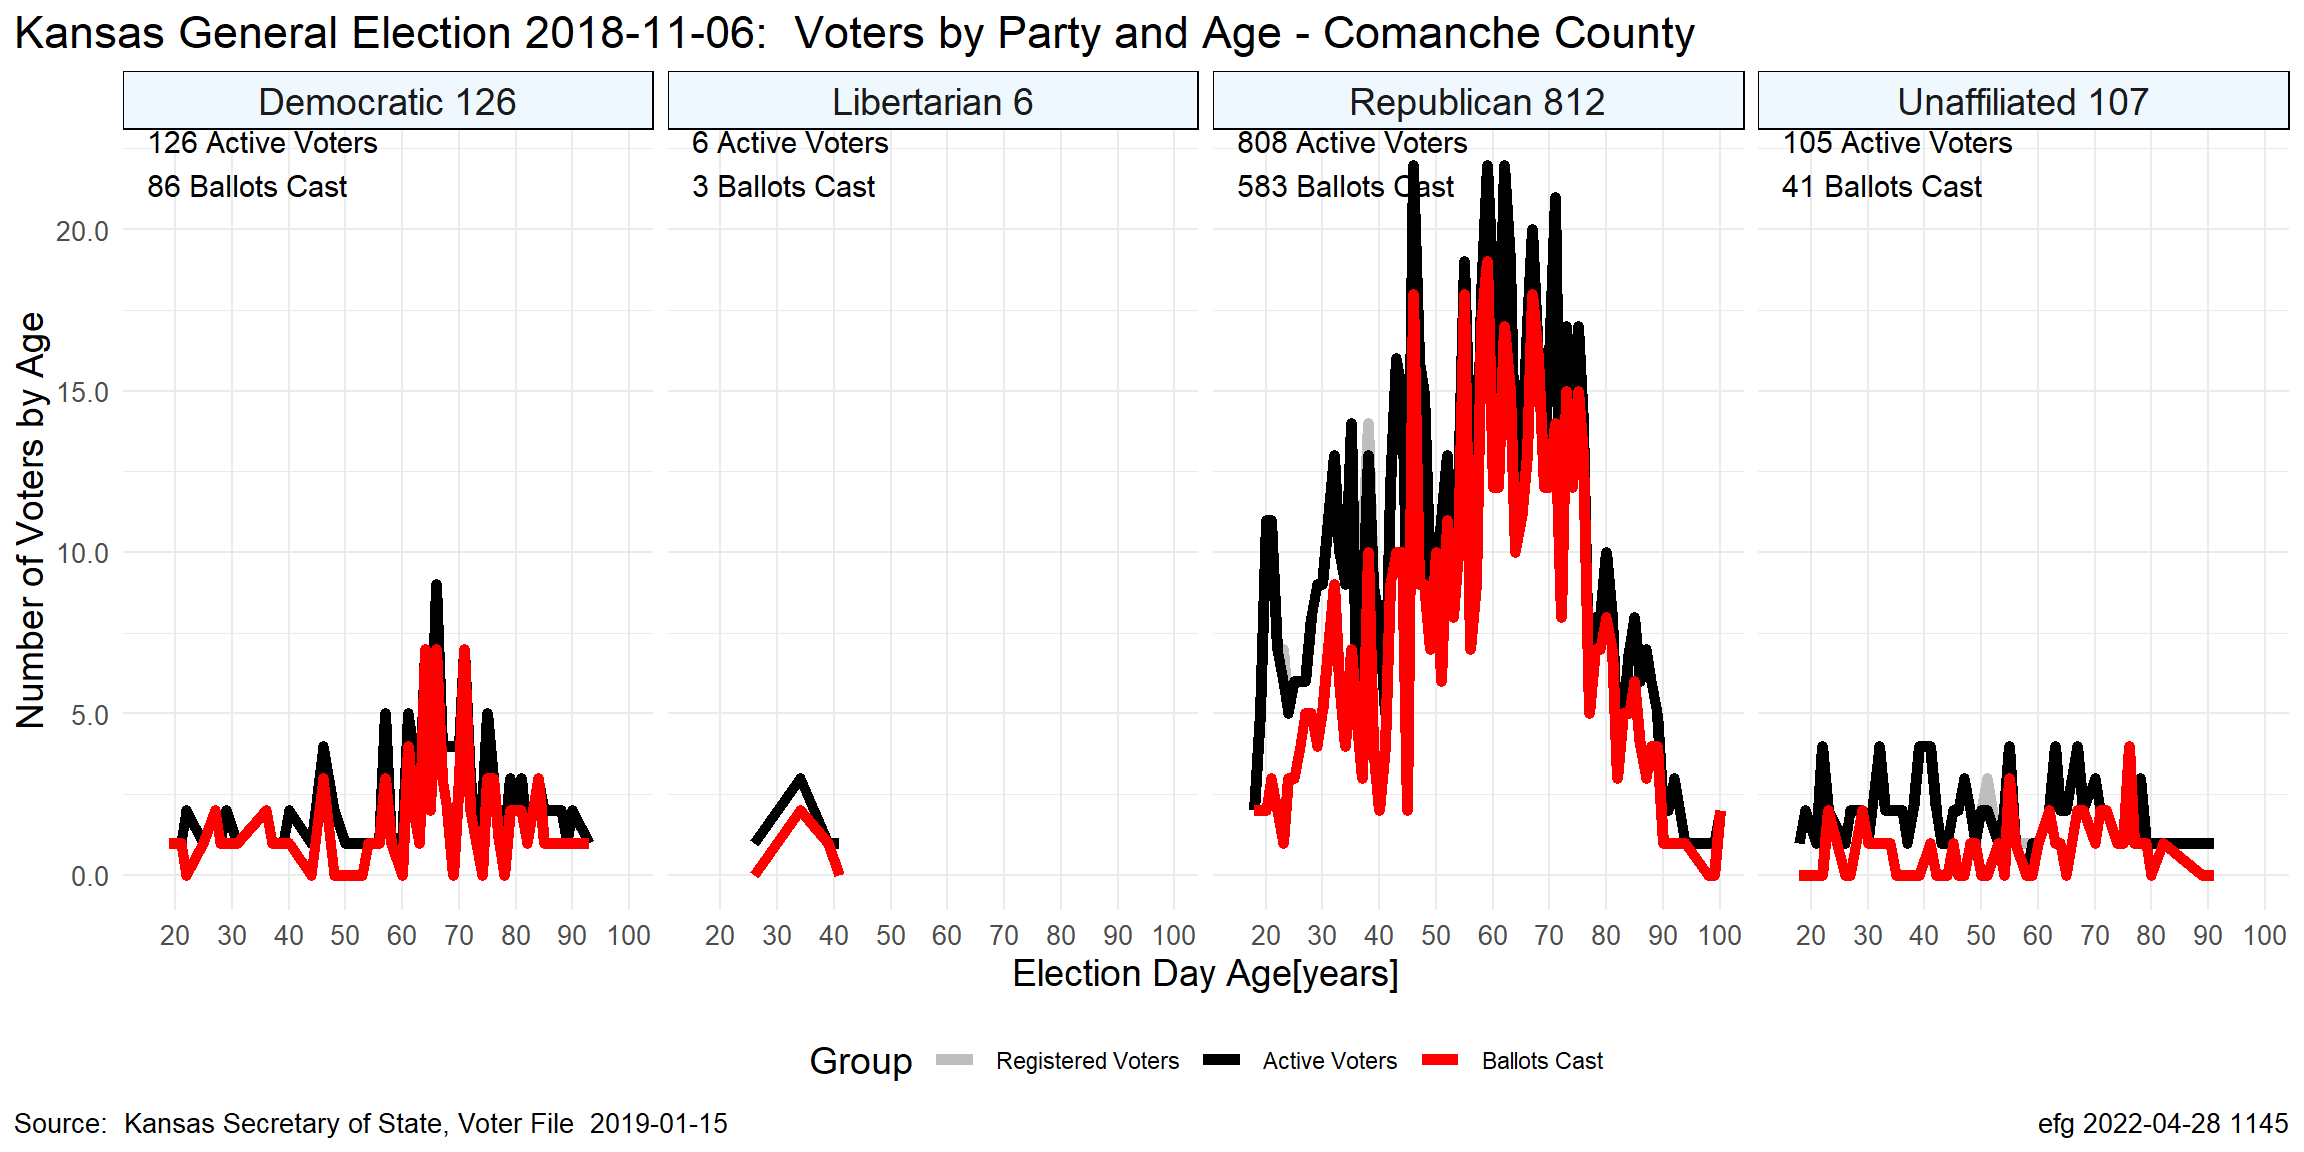 Kansas General Election 2018-11-06:  Voters by Party and Age - Comanche County
Democratic 126
Libertarian 6
Republican 812
Unaffiliated 107
126 Active Voters
86 Ballots Cast
6 Active Voters
3 Ballots Cast
808 Active Voters
583 Ballots Cast
105 Active Voters
41 Ballots Cast
Number of Voters by Age
20.0
15.0
10.0
5.0
0.0
20 30 40 50 60 70 80 90 100
20 30 40 50 60 70 80 90 100
20 30 40 50 60 70 80 90 100
20 30 40 50 60 70 80 90 100
Election Day Age[years]
Group Registered Voters Active Voters Ballots Cast
Source:  Kansas Secretary of State, Voter File  2019-01-15
efg 2022-04-28 1145